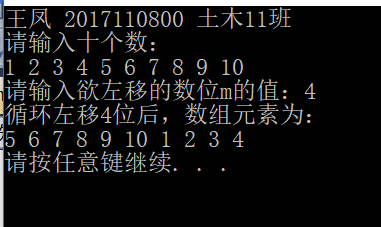 王凤 2017110800 土木11班
请输入十个数：
1 2 3 4 5 6 7 8 9 10
请输入欲左移的数位m的值：4
循环左移4位后，数组元素为：
5 6 7 8 9 10 1 2 3 4
请按任意键继续. . .